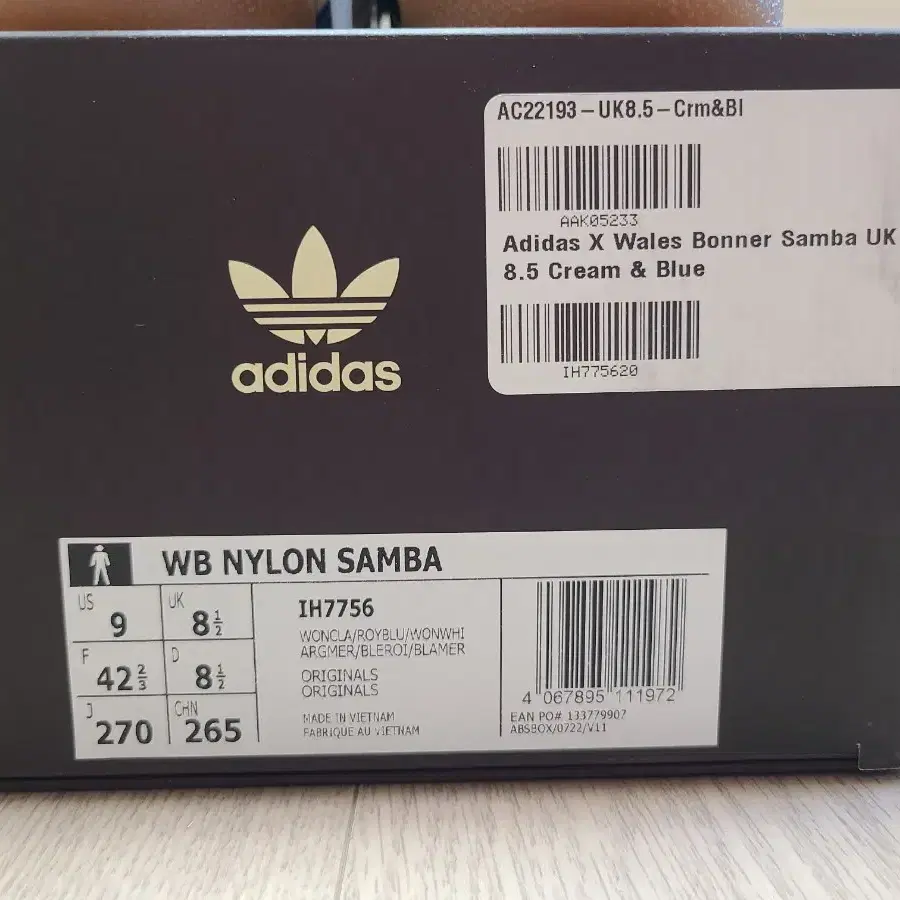 AC22193-UK8.5-Crm&Bl
AAK05233
Adidas X Wales Bonner Samba UK
8.5 Cream & Blue
IH775620
adidas
WB NYLON SAMBA
US 9
UK 8½
F 42⅔
D 8½
J 270
CHN 265
IH7756
WONCLA/ROYBLU/WONWHI
ARGMER/BLEROI/BLAMER
ORIGINALS
ORIGINALS
MADE IN VIETNAM
FABRIQUE AU VIETNAM
4 067895 111972
EAN PO# 133779907
ABSBOX/0722/V11